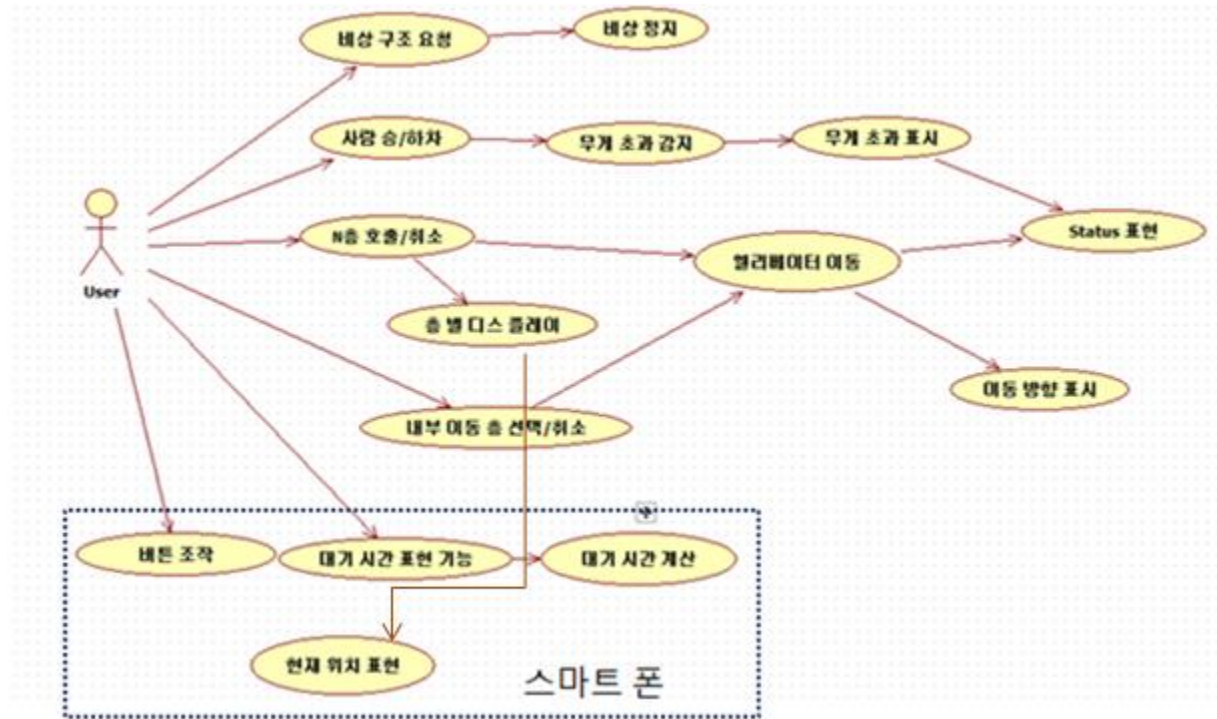 비상 구조 요청
비상 정지
사람 승/하차
무게 초과 감지
무게 초과 표시
N층 호출/취소
Status 표현
엘리베이터 이동
User
층 별 디스 플레이
이동 방향 표시
내부 이동 층 선택/취소
버튼 조작
대기 시간 표현 기능
대기 시간 계산
현재 위치 표현
스마트 폰